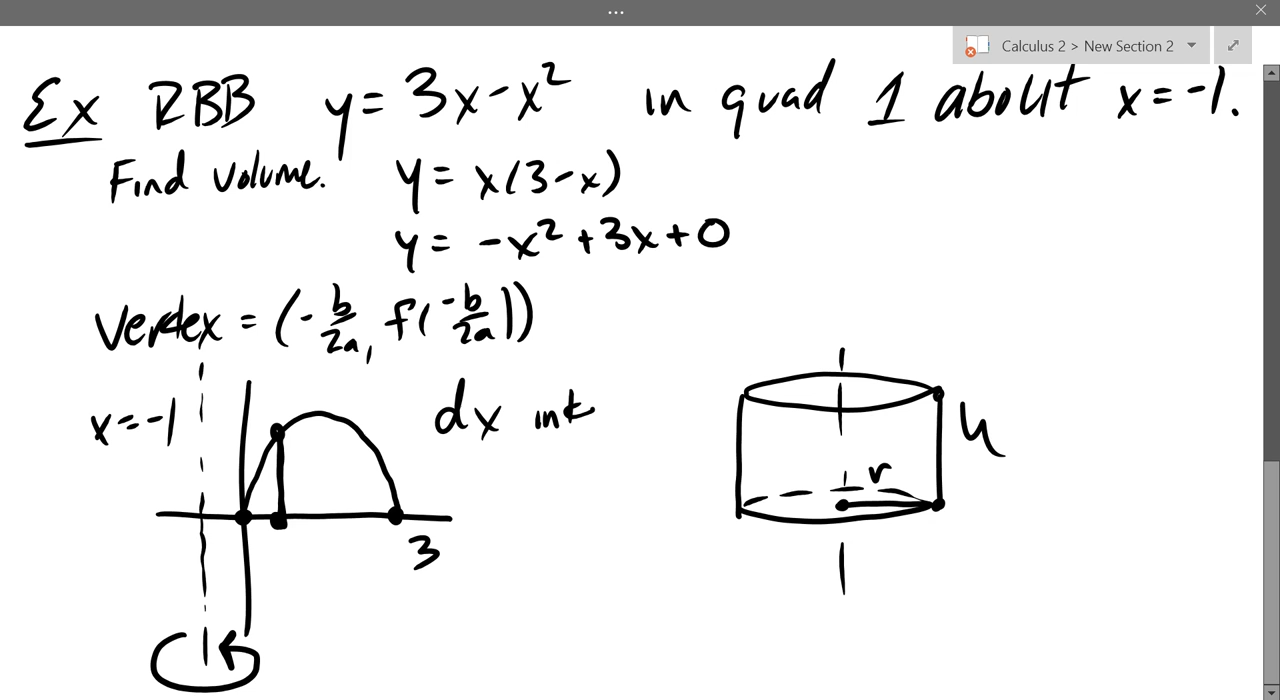 Calculus 2 > New Section 2
Ex RBB y = 3x - x² in quad 1 about x = -1.
Find volume. y = x(3-x)
y = -x² + 3x + 0
Vertex = (-b/2a, f(-b/2a))
x = -1
dx int
3
r
h